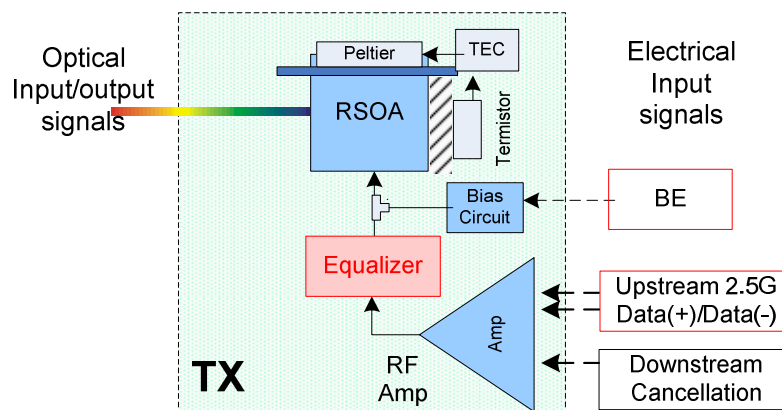 Optical
Input/output
signals
Peltier
TEC
RSOA
Termistor
Electrical
Input
signals
Bias
Circuit
BE
Equalizer
Amp
Upstream 2.5G
Data(+)/Data(-)
Downstream
Cancellation
RF
Amp
TX